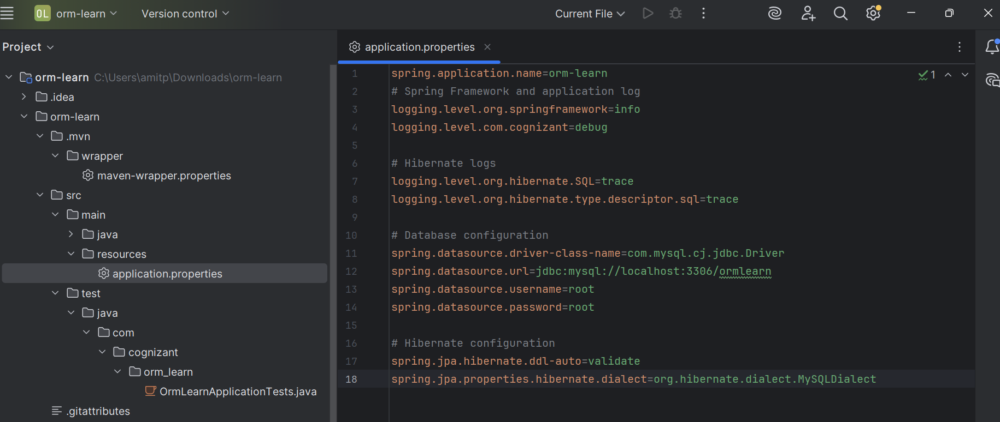 OL orm-learn Version control Current File
Project
orm-learn C:\Users\amitp\Downloads\orm-learn
.idea
orm-learn
.mvn
wrapper
maven-wrapper.properties
src
main
java
resources
application.properties
test
java
com
cognizant
orm_learn
OrmLearnApplicationTests.java
.gitattributes
application.properties
1 spring.application.name=orm-learn
2 # Spring Framework and application log
3 logging.level.org.springframework=info
4 logging.level.com.cognizant=debug
5
6 # Hibernate logs
7 logging.level.org.hibernate.SQL=trace
8 logging.level.org.hibernate.type.descriptor.sql=trace
9
10 # Database configuration
11 spring.datasource.driver-class-name=com.mysql.cj.jdbc.Driver
12 spring.datasource.url=jdbc:mysql://localhost:3306/ormlearn
13 spring.datasource.username=root
14 spring.datasource.password=root
15
16 # Hibernate configuration
17 spring.jpa.hibernate.ddl-auto=validate
18 spring.jpa.properties.hibernate.dialect=org.hibernate.dialect.MySQLDialect
1